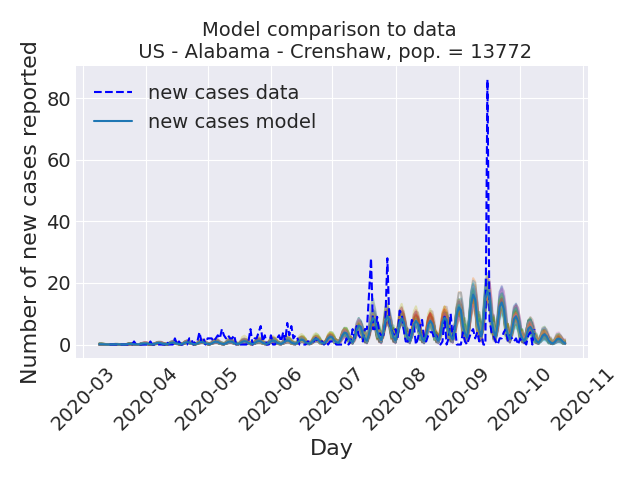 Model comparison to data
US - Alabama - Crenshaw, pop. = 13772
new cases data
new cases model
Number of new cases reported
80
60
40
20
0
2020-03
2020-04
2020-05
2020-06
2020-07
2020-08
2020-09
2020-10
2020-11
Day